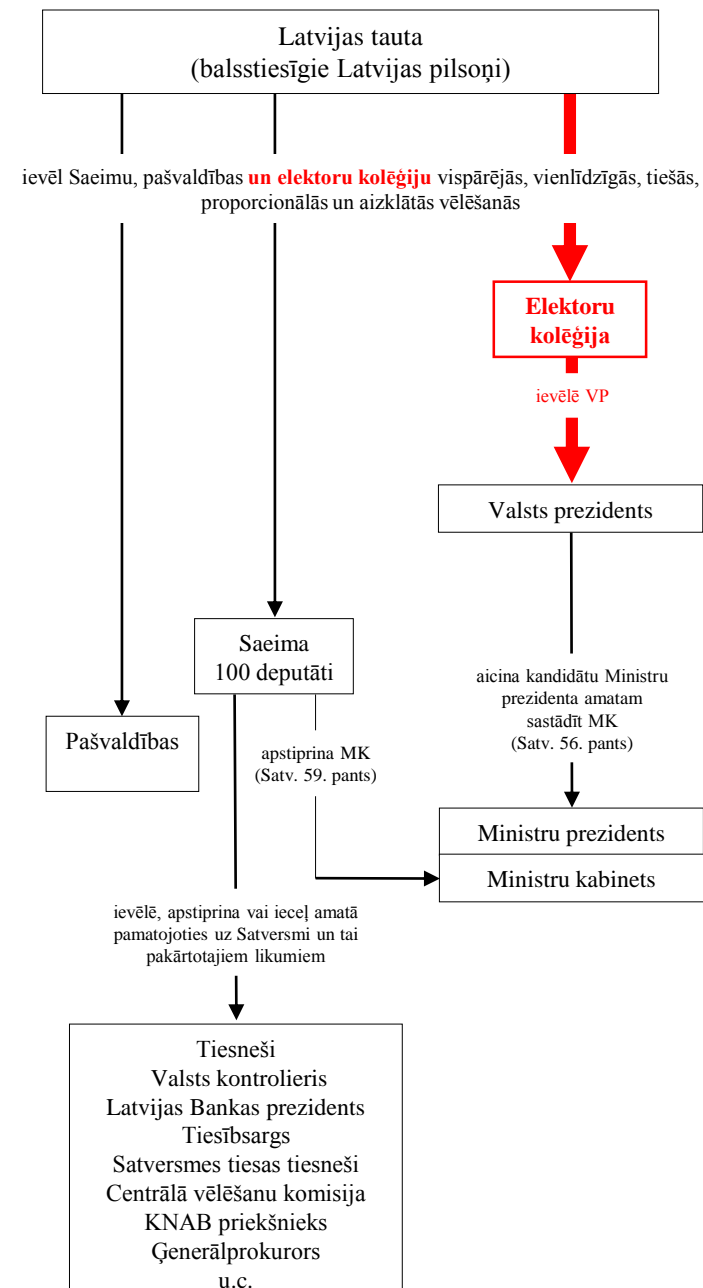 Latvijas tauta
(balsstiesīgie Latvijas pilsoņi)
ievēl Saeimu, pašvaldības un elektoru kolēģiju vispārējās, vienlīdzīgās, tiešās,
proporcionālās un aizklātās vēlēšanās
Elektoru
kolēģija
ievēlē VP
Valsts prezidents
Saeima
100 deputāti
aicina kandidātu Ministru
prezidenta amatam
sastādīt MK
(Satv. 56. pants)
Pašvaldības
apstiprina MK
(Satv. 59. pants)
Ministru prezidents
Ministru kabinets
ievēlē, apstiprina vai ieceļ amatā
pamatojoties uz Satversmi un tai
pakārtotajiem likumiem
Tiesneši
Valsts kontrolieris
Latvijas Bankas prezidents
Tiesībsargs
Satversmes tiesas tiesneši
Centrālā vēlēšanu komisija
KNAB priekšnieks
Ģenerālprokurors
u.c.